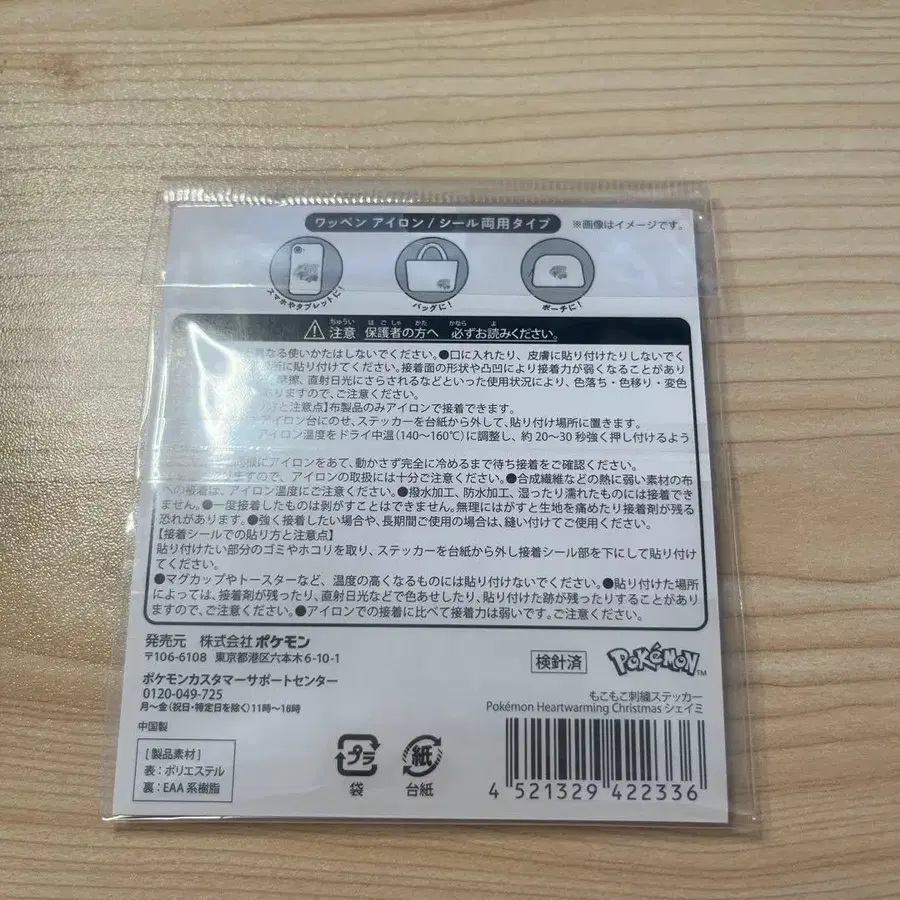 ワッペン アイロン / シール 両用タイプ
※画像はイメージです。
スマホやタブレットに!
バッグに!
ポーチに!
⚠注意 保護者の方へ 必ずお読みください。
異なる使いかたはしないでください。●口に入れたり、皮膚に貼り付けたりしないでく
所に貼り付けてください。接着面の形状や凸凹により接着力が弱くなることがあり
摩擦、直射日光にさらされるなどといった使用状況により、色落ち・色移り・変色
ありますので、ご注意ください。
方と注意点】布製品のみアイロンで接着できます。
アイロン台にのせ、ステッカーを台紙から外して、貼り付け場所に置きます。
アイロン温度をドライ中温(140〜160℃)に調整し、約20〜30秒強く押し付けるよう
にアイロンをあて、動かさず完全に冷めるまで待ち接着をご確認ください。
ますので、アイロンの取扱には十分ご注意ください。●合成繊維などの熱に弱い素材の布
への接着は、アイロン温度にご注意ください。●撥水加工、防水加工、湿ったり濡れたものには接着でき
ません。●一度接着したものは剥がすことはできません。無理にはがすと生地を痛めたり接着剤が残る
恐れがあります。●強く接着したい場合や、長期間ご使用の場合は、縫い付けてご使用ください。
【接着シールでの貼り方と注意点】
貼り付けたい部分のゴミやホコリを取り、ステッカーを台紙から外し接着シール部を下にして貼り付け
てください。
●マグカップやトースターなど、温度の高くなるものには貼り付けないでください。●貼り付けた場所
によっては、接着剤が残ったり、直射日光などで色あせしたり、貼り付けた跡が残ったりすることがあり
ますので、ご注意ください。●アイロンでの接着に比べて接着力は弱いです。ご注意ください。
発売元 株式会社ポケモン
〒106-6108 東京都港区六本木6-10-1
ポケモンカスタマーサポートセンター
0120-049-725
月〜金(祝日・特定日を除く)11時〜18時
中国製
[製品素材]
表:ポリエステル
裏:EAA系樹脂
プラ
袋
紙
台紙
検針済
POKéMON™
もこもこ刺繍ステッカー
Pokémon Heartwarming Christmas シェイミ
4 521329 422336